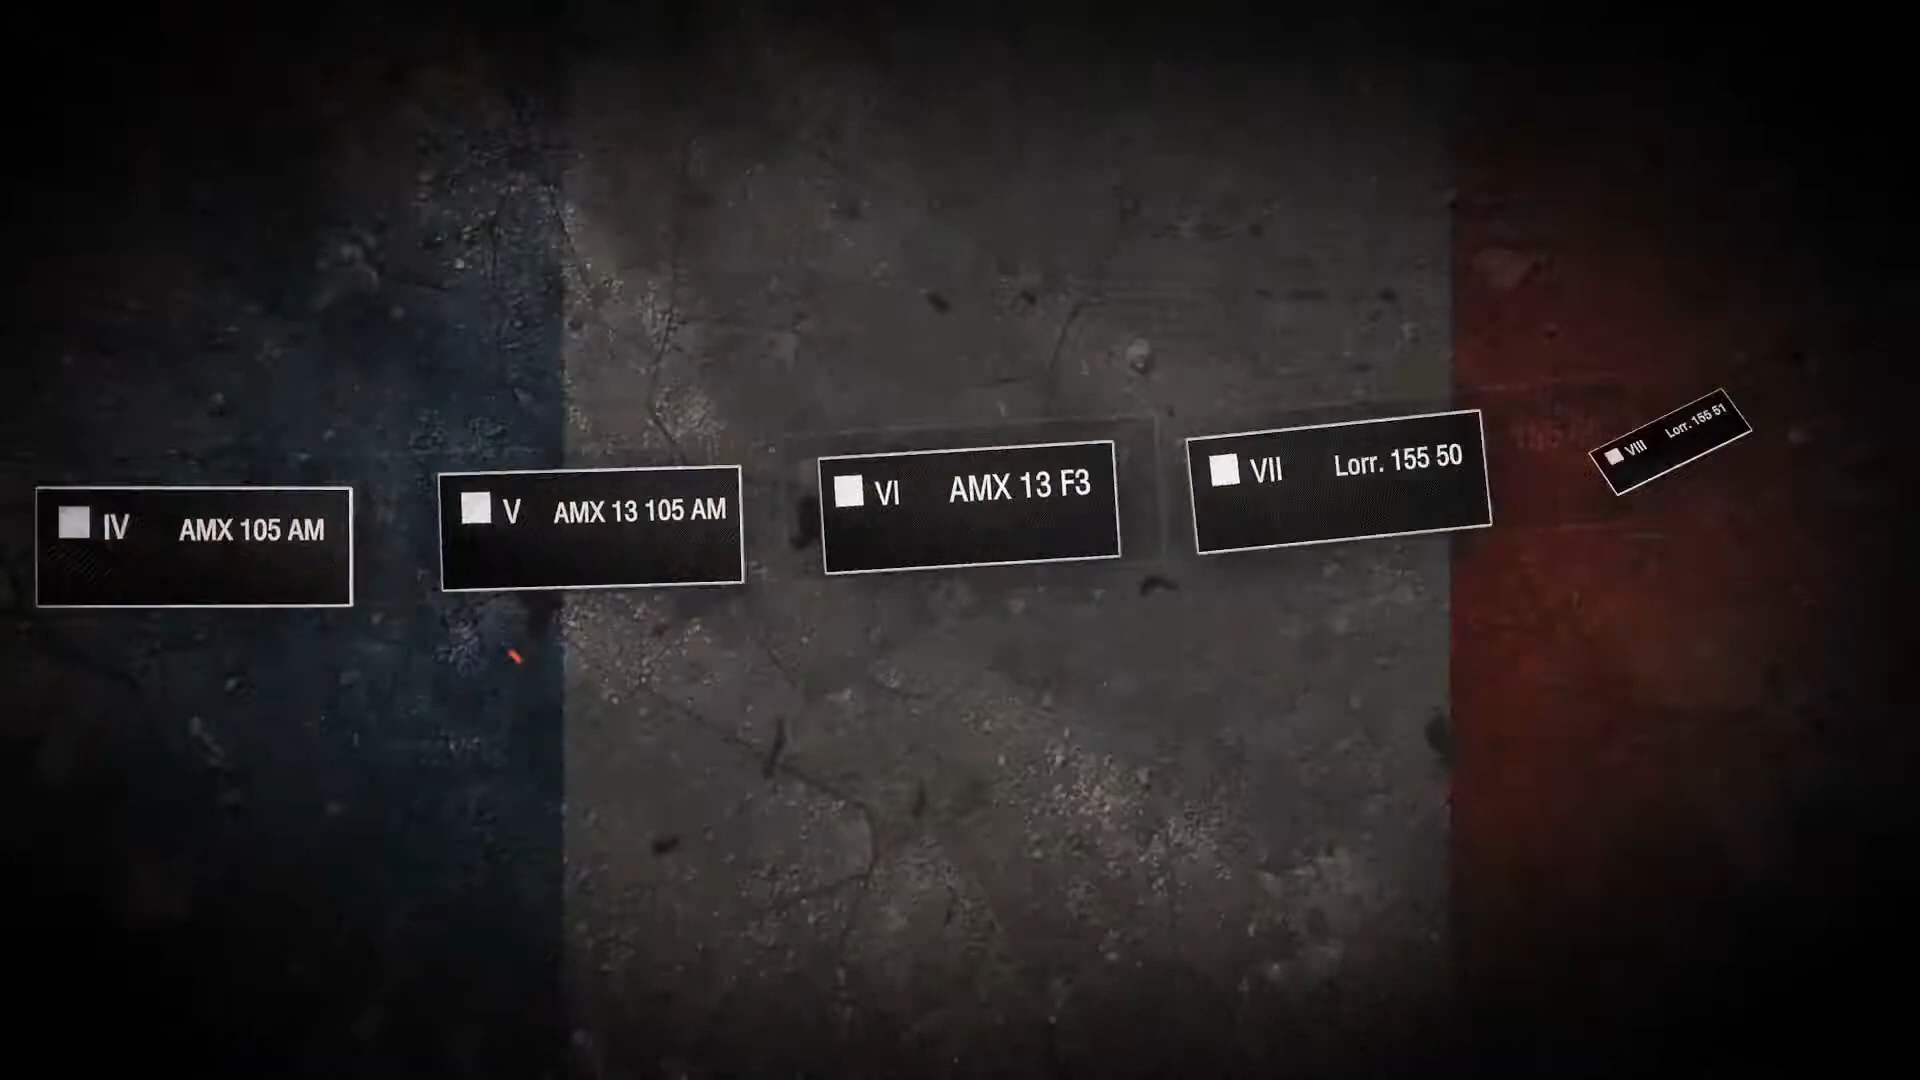 IV AMX 105 AM
V AMX 13 105 AM
VI AMX 13 F3
VII Lorr. 155 50
VIII Lorr. 155 51